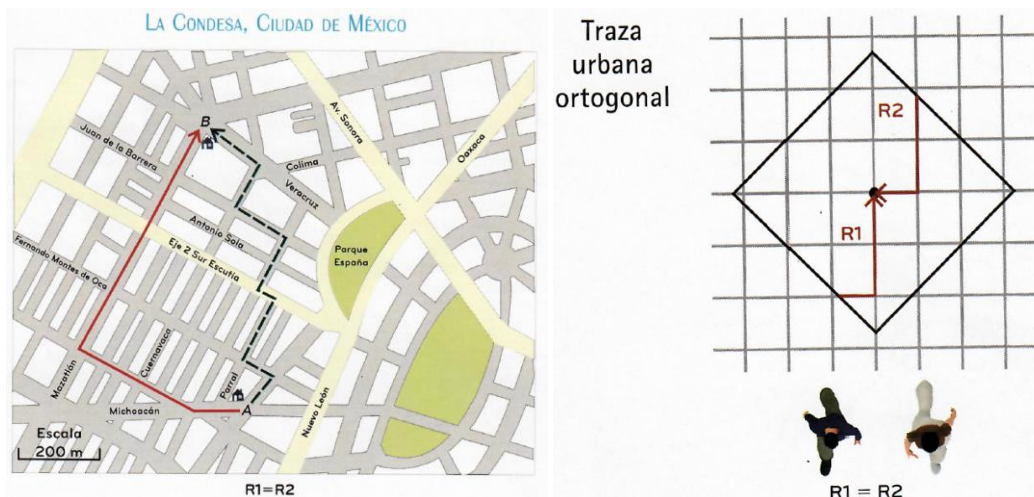 LA CONDESA, CIUDAD DE MÉXICO
B
Juan de la Barrera
Av. Sonora
Oaxaca
Colima
Veracruz
Antonio Sola
Parque
España
Eje 2 Sur Escutia
Fernando Montes de Oca
Cuernavaca
Mazatlán
Parral
Michoacán
A
Nuevo León
Escala
200 m
R1=R2
Traza
urbana
ortogonal
R2
R1
R1 = R2